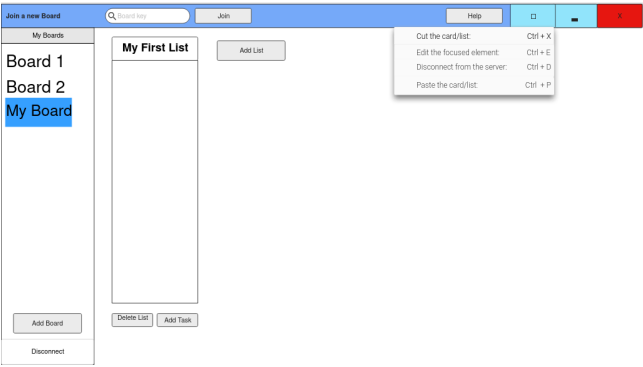 Join a new Board
Board key
Join
Help
X
My Boards
Board 1
Board 2
My Board
My First List
Add List
Cut the card/list: Ctrl + X
Edit the focused element: Ctrl + E
Disconnect from the server: Ctrl + D
Paste the card/list: Ctrl + P
Delete List
Add Task
Add Board
Disconnect